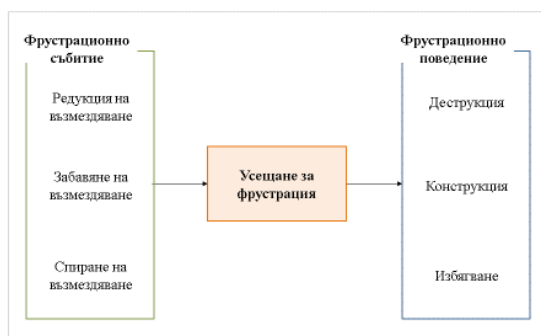 Фрустрационно
събитие
Редукция на
възмездяване
Забавяне на
възмездяване
Спиране на
възмездяване
Усещане за
фрустрация
Фрустрационно
поведение
Деструкция
Конструкция
Избягване